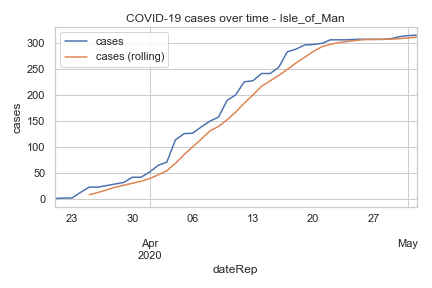 COVID-19 cases over time - Isle_of_Man
cases
cases (rolling)
300
250
200
150
100
50
0
cases
23
30
06
13
20
27
Apr
2020
May
dateRep